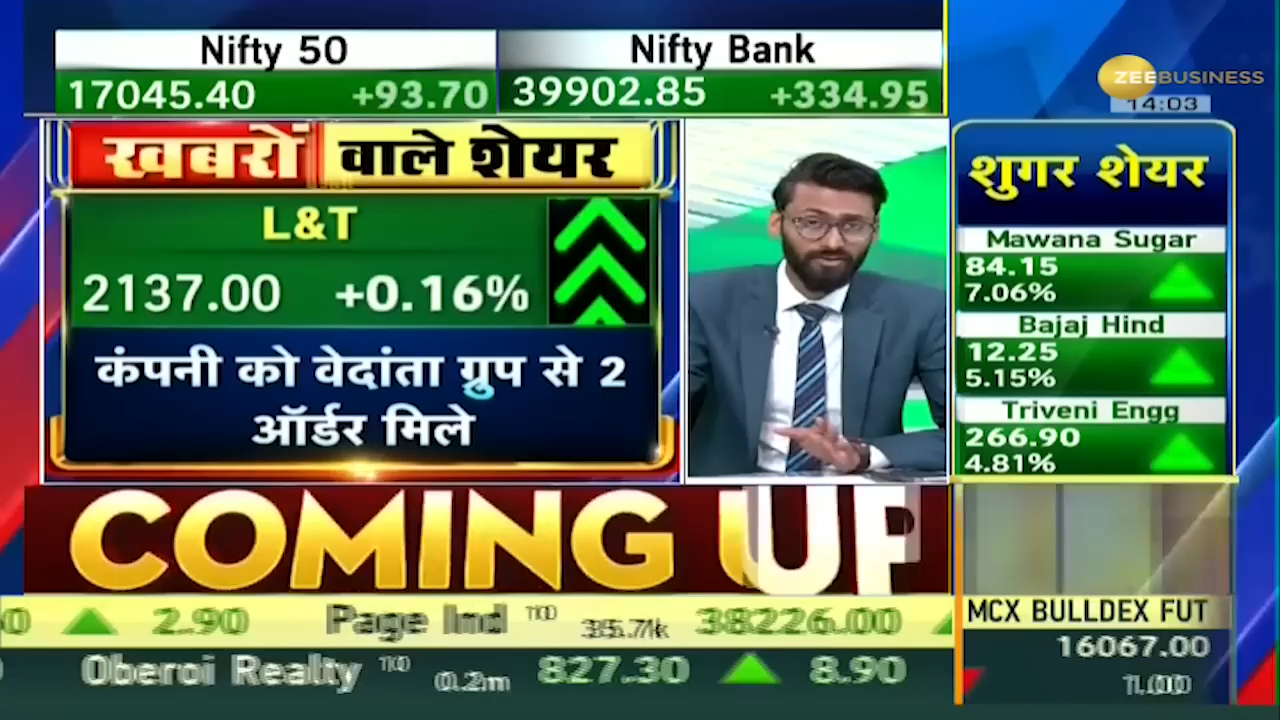 Nifty 50
Nifty Bank
17045.40 +93.70
39902.85 +334.95
ZEEBUSINESS
14:03
खबरों वाले शेयर
L&T
2137.00 +0.16%
कंपनी को वेदांता ग्रुप से 2
ऑर्डर मिले
शुगर शेयर
Mawana Sugar
84.15
7.06%
Bajaj Hind
12.25
5.15%
Triveni Engg
266.90
4.81%
COMING UP
2.90 Page Ind 38226.00
Oberoi Realty 0.2m 827.30 8.90
MCX BULLDEX FUT
16067.00